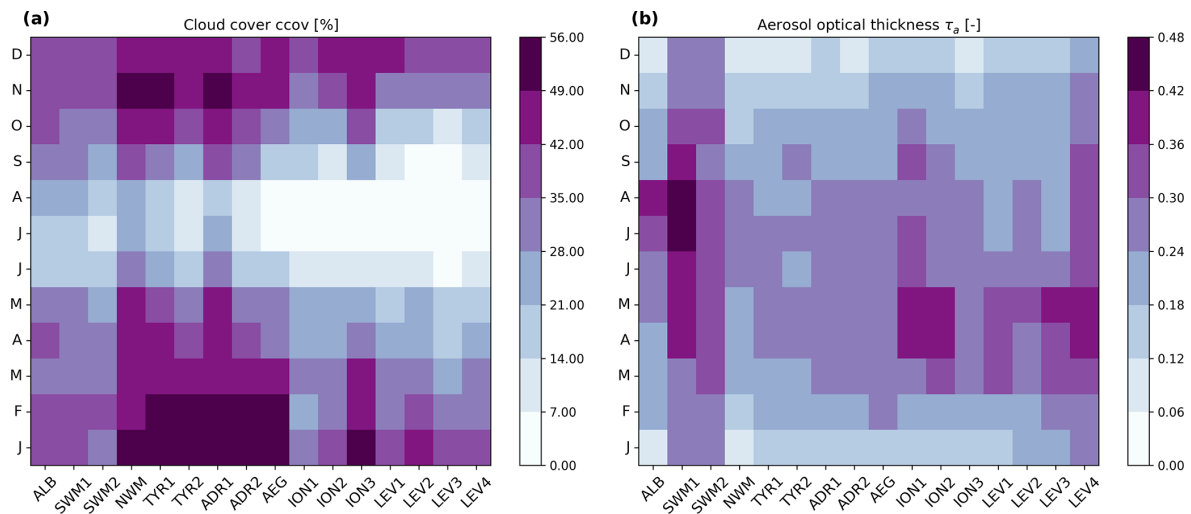 (a)
Cloud cover ccov [%]
D
N
O
S
A
J
J
M
A
M
F
J
ALB SWM1 SWM2 NWM TYR1 TYR2 ADR1 ADR2 AEG ION1 ION2 ION3 LEV1 LEV2 LEV3 LEV4
56.00
49.00
42.00
35.00
28.00
21.00
14.00
7.00
0.00
(b)
Aerosol optical thickness τa [-]
D
N
O
S
A
J
J
M
A
M
F
J
ALB SWM1 SWM2 NWM TYR1 TYR2 ADR1 ADR2 AEG ION1 ION2 ION3 LEV1 LEV2 LEV3 LEV4
0.48
0.42
0.36
0.30
0.24
0.18
0.12
0.06
0.00